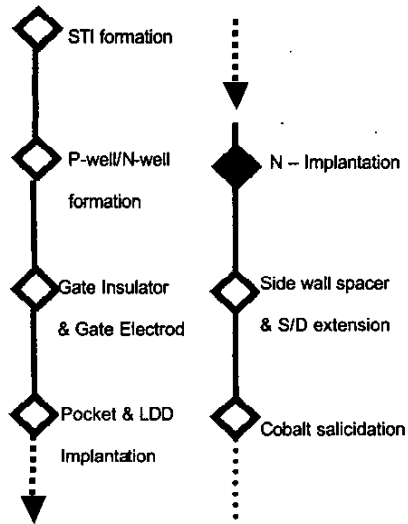 STI formation
P-well/N-well
formation
Gate Insulator
& Gate Electrod
Pocket & LDD
Implantation
N – Implantation
Side wall spacer
& S/D extension
Cobalt salicidation